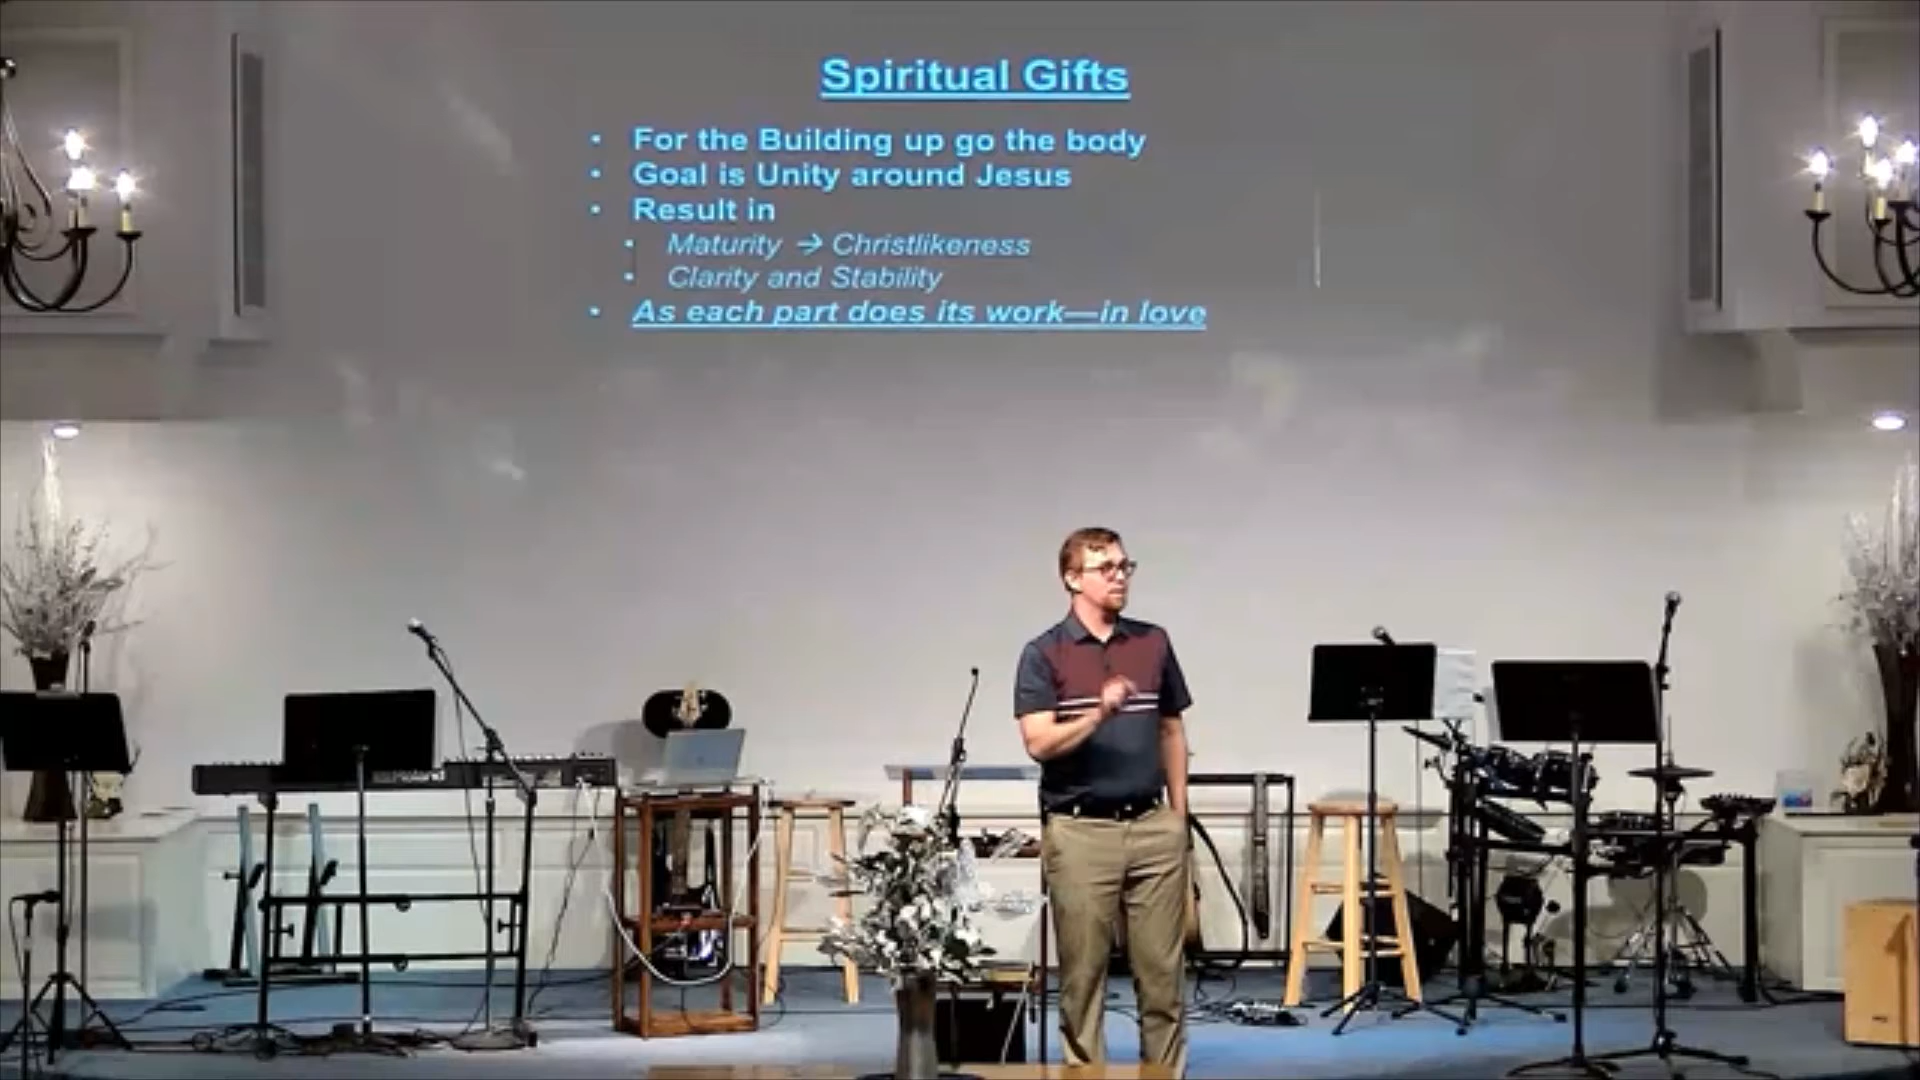 Spiritual Gifts
• For the Building up go the body
• Goal is Unity around Jesus
• Result in
• Maturity → Christlikeness
• Clarity and Stability
• As each part does its work—in love
Roland